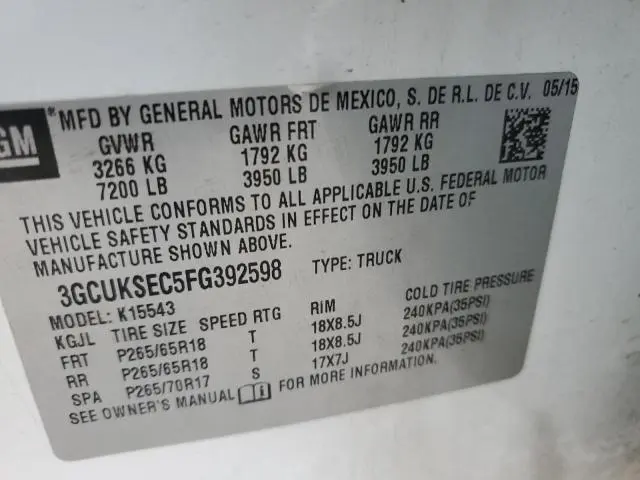 GM
MFD BY GENERAL MOTORS DE MEXICO, S. DE R.L. DE C.V. 05/15
GVWR GAWR FRT GAWR RR
3266 KG 1792 KG 1792 KG
7200 LB 3950 LB 3950 LB
THIS VEHICLE CONFORMS TO ALL APPLICABLE U.S. FEDERAL MOTOR
VEHICLE SAFETY STANDARDS IN EFFECT ON THE DATE OF
MANUFACTURE SHOWN ABOVE.
3GCUKSEC5FG392598 TYPE: TRUCK
MODEL: K15543
KGJL TIRE SIZE SPEED RTG RIM COLD TIRE PRESSURE
FRT P265/65R18 T 18X8.5J 240KPA(35PSI)
RR P265/65R18 T 18X8.5J 240KPA(35PSI)
SPA P265/70R17 S 17X7J 240KPA(35PSI)
SEE OWNER'S MANUAL FOR MORE INFORMATION.